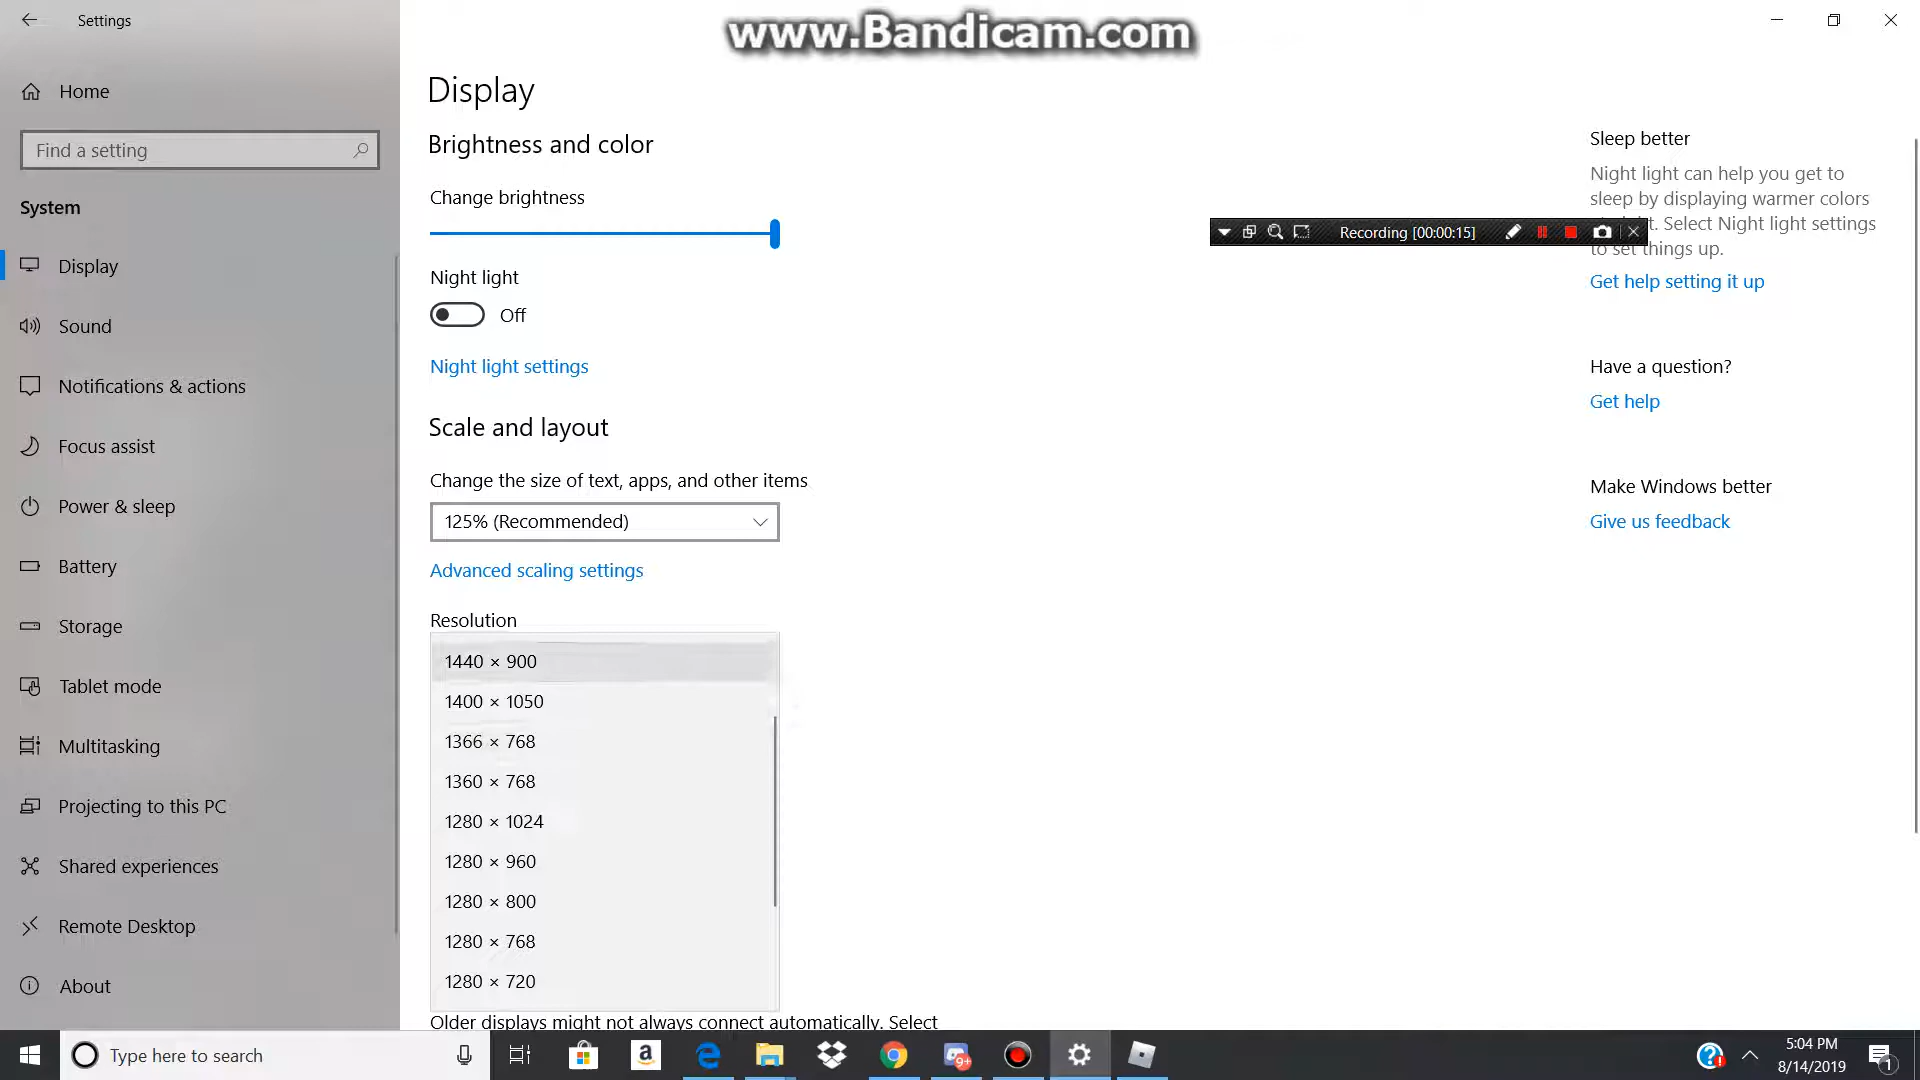 Settings
www.Bandicam.com
Home
Find a setting
System
Display
Sound
Notifications & actions
Focus assist
Power & sleep
Battery
Storage
Tablet mode
Multitasking
Projecting to this PC
Shared experiences
Remote Desktop
About
Display
Brightness and color
Change brightness
Night light
Off
Night light settings
Scale and layout
Change the size of text, apps, and other items
125% (Recommended)
Advanced scaling settings
Resolution
1440 × 900
1400 × 1050
1366 × 768
1360 × 768
1280 × 1024
1280 × 960
1280 × 800
1280 × 768
1280 × 720
Older displays might not always connect automatically. Select
Recording [00:00:15]
Sleep better
Night light can help you get to
sleep by displaying warmer colors
Select Night light settings
to set things up.
Get help setting it up
Have a question?
Get help
Make Windows better
Give us feedback
Type here to search
a
9+
5:04 PM
8/14/2019
1